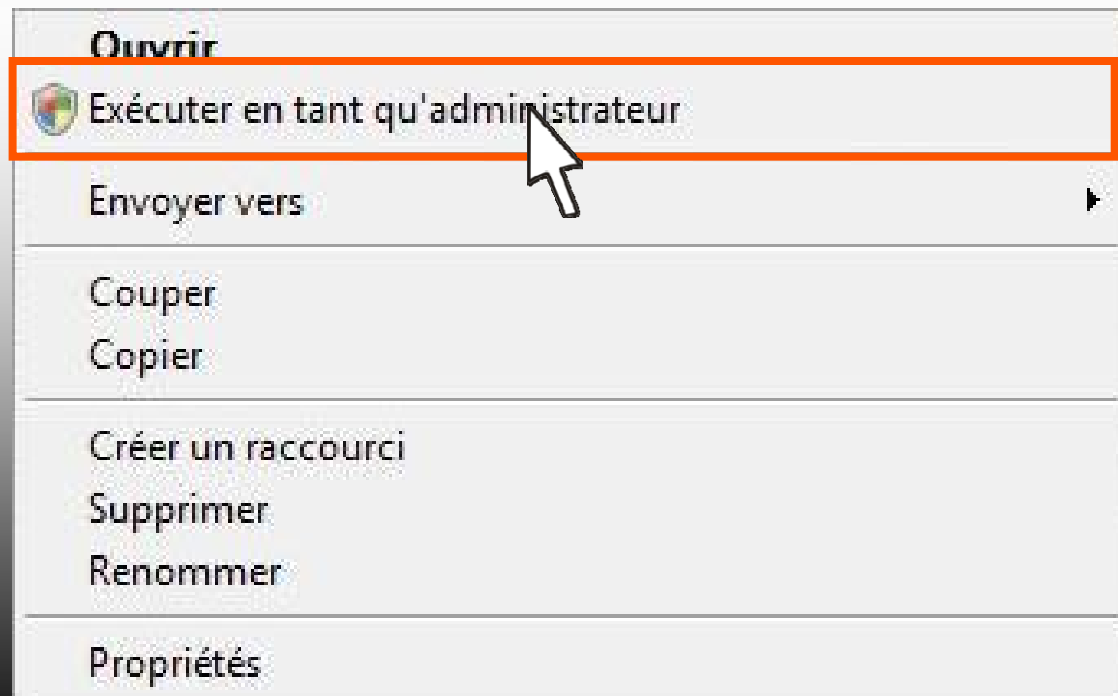 Ouvrir
Exécuter en tant qu'administrateur
Envoyer vers
Couper
Copier
Créer un raccourci
Supprimer
Renommer
Propriétés